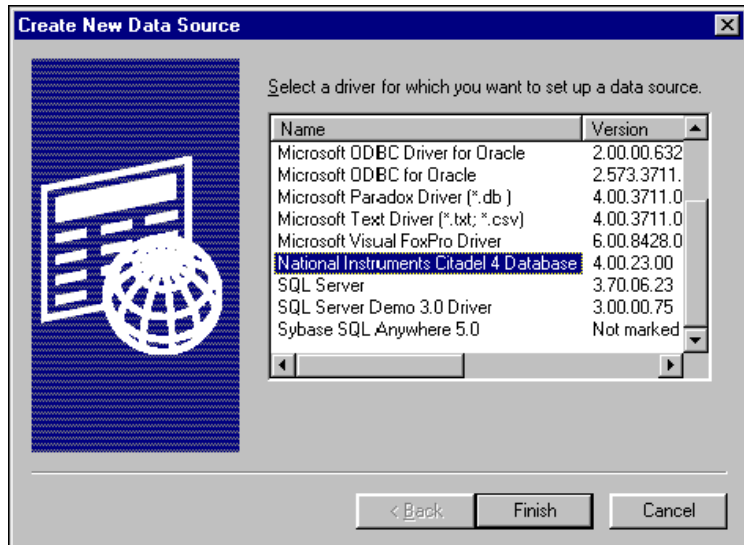 Create New Data Source
Select a driver for which you want to set up a data source.
Name Version
Microsoft ODBC Driver for Oracle 2.00.00.632
Microsoft ODBC for Oracle 2.573.3711.
Microsoft Paradox Driver (*.db ) 4.00.3711.0
Microsoft Text Driver (*.txt; *.csv) 4.00.3711.0
Microsoft Visual FoxPro Driver 6.00.8428.0
National Instruments Citadel 4 Database 4.00.23.00
SQL Server 3.70.06.23
SQL Server Demo 3.0 Driver 3.00.00.75
Sybase SQL Anywhere 5.0 Not marked
< Back Finish Cancel